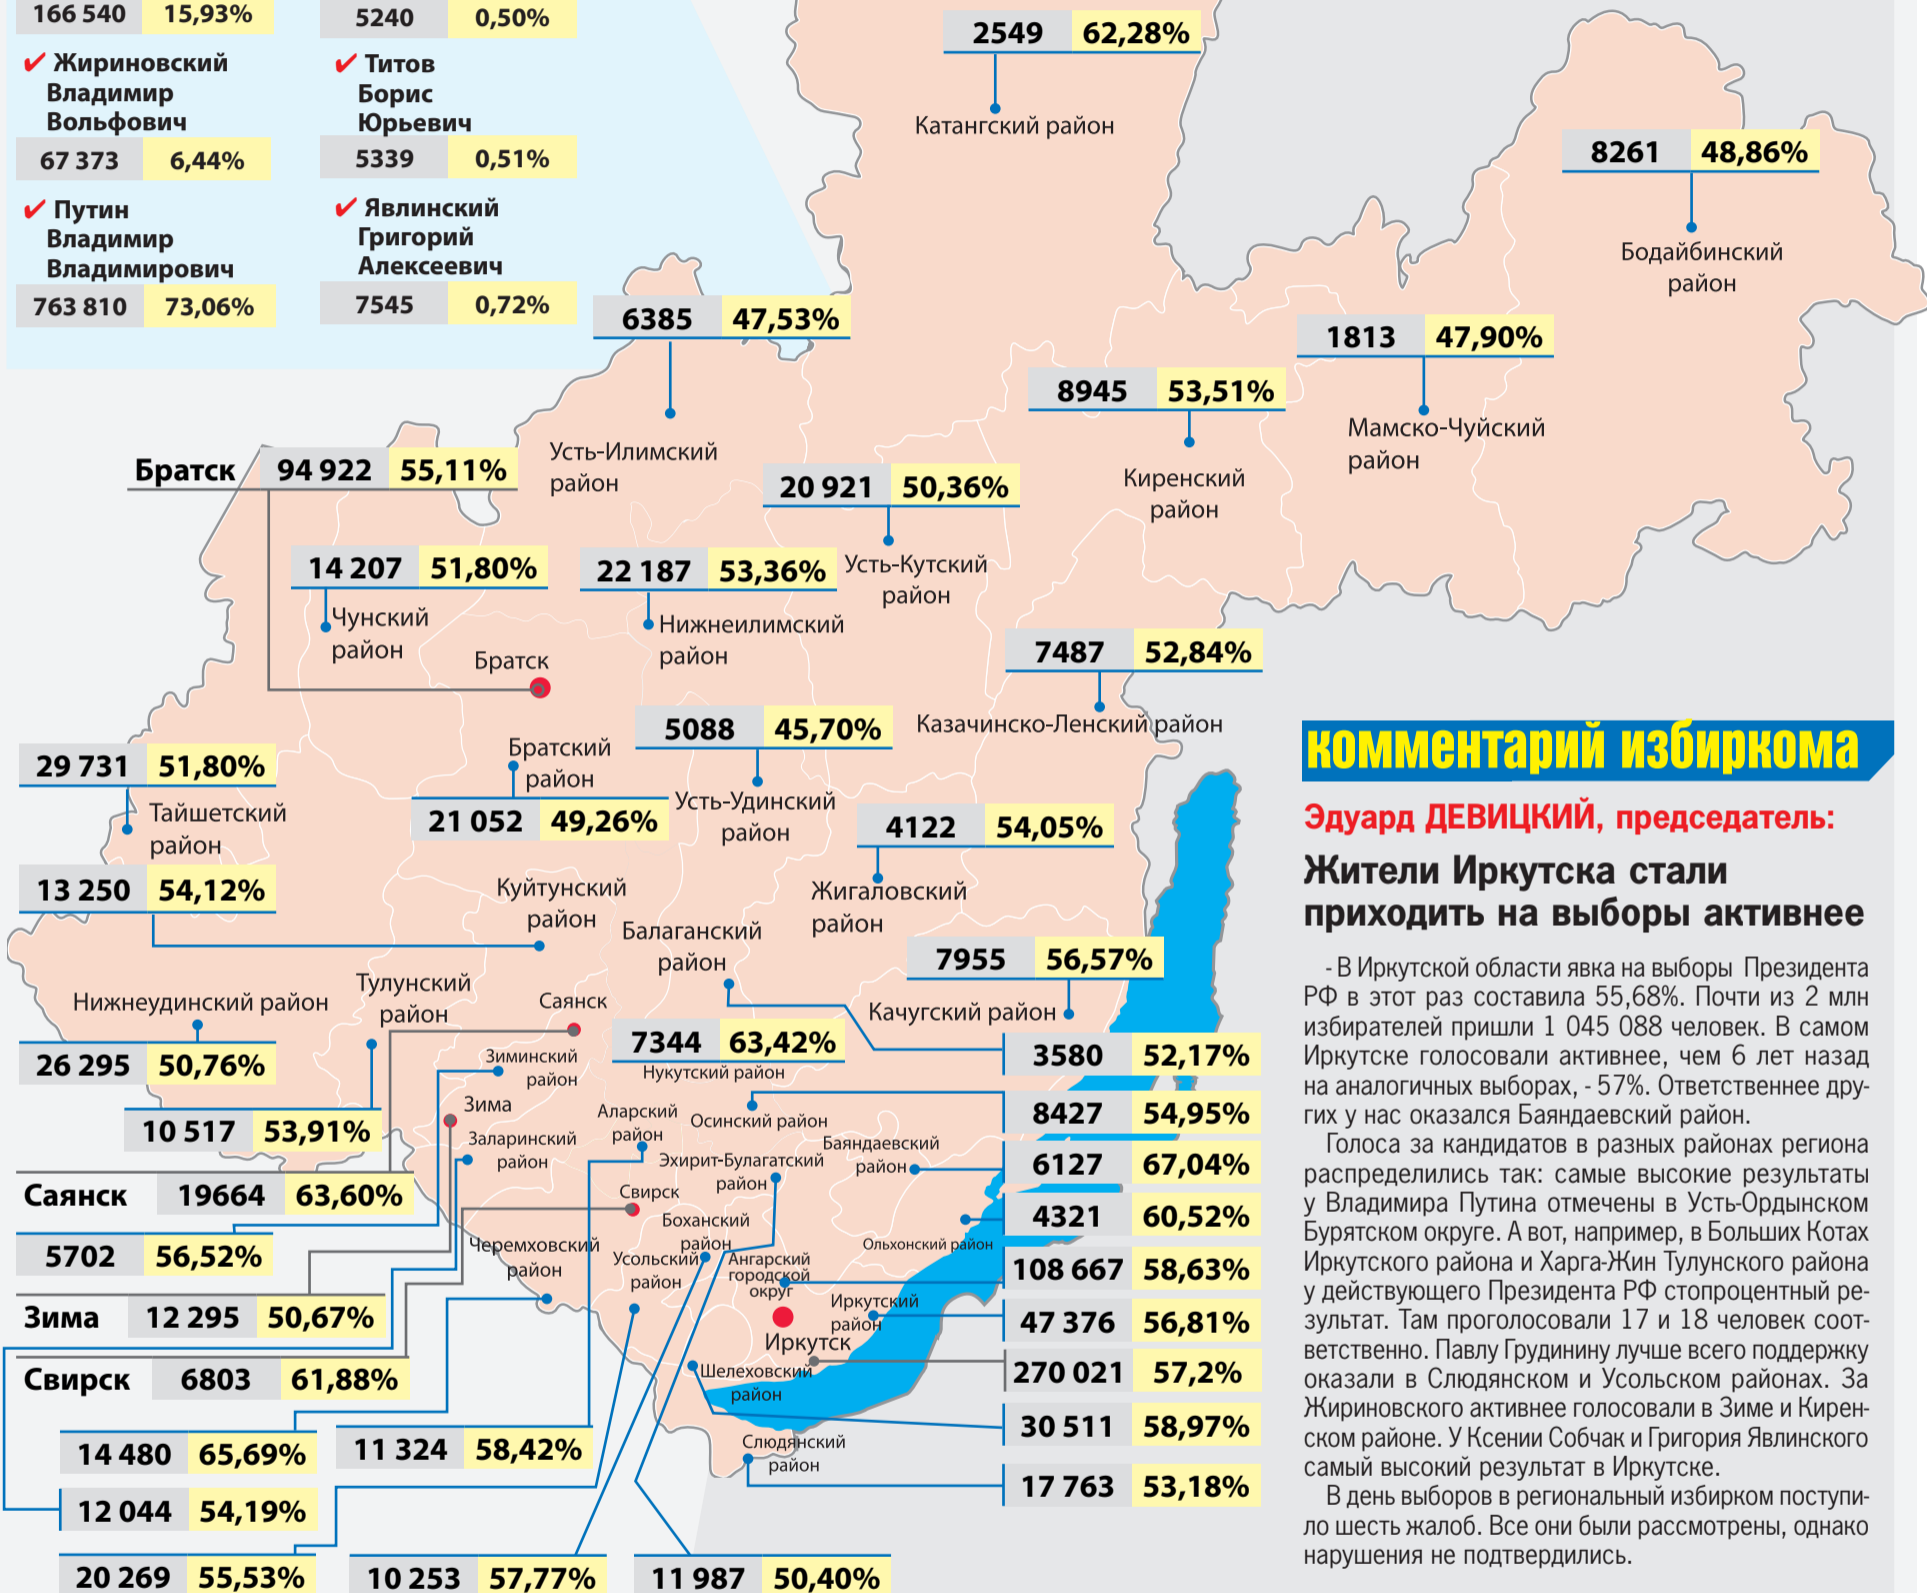 166 540 15,93%
✔ Жириновский
Владимир
Вольфович
67 373 6,44%
✔ Путин
Владимир
Владимирович
763 810 73,06%
5240 0,50%
✔ Титов
Борис
Юрьевич
5339 0,51%
✔ Явлинский
Григорий
Алексеевич
7545 0,72%
2549 62,28%
Катангский район
8261 48,86%
Бодайбинский
район
6385 47,53%
Усть-Илимский
район
1813 47,90%
Мамско-Чуйский
район
8945 53,51%
Киренский
район
Братск 94 922 55,11%
20 921 50,36%
Усть-Кутский
район
14 207 51,80%
Чунский
район
22 187 53,36%
Нижнеилимский
район
Братск
7487 52,84%
Казачинско-Ленский район
5088 45,70%
Усть-Удинский
район
29 731 51,80%
Тайшетский
район
Братский
район
21 052 49,26%
4122 54,05%
Жигаловский
район
13 250 54,12%
Куйтунский
район
Балаганский
район
7955 56,57%
Качугский район
Нижнеудинский район
26 295 50,76%
Тулунский
район
10 517 53,91%
Саянск
7344 63,42%
Нукутский район
Зиминский
район
Зима
Заларинский
район
Аларский
район
Осинский район
Баяндаевский
район
Эхирит-Булагатский
район
Свирск
Боханский
район
Черемховский
район
Усольский
район
Ангарский
городской
округ
Ольхонский район
Иркутский
район
Иркутск
Шелеховский
район
Слюдянский
район
3580 52,17%
8427 54,95%
6127 67,04%
4321 60,52%
108 667 58,63%
47 376 56,81%
270 021 57,2%
30 511 58,97%
17 763 53,18%
Саянск 19664 63,60%
5702 56,52%
Зима 12 295 50,67%
Свирск 6803 61,88%
14 480 65,69%
11 324 58,42%
12 044 54,19%
20 269 55,53%
10 253 57,77%
11 987 50,40%
комментарий избиркома
Эдуард ДЕВИЦКИЙ, председатель:
Жители Иркутска стали
приходить на выборы активнее
- В Иркутской области явка на выборы Президента
РФ в этот раз составила 55,68%. Почти из 2 млн
избирателей пришли 1 045 088 человек. В самом
Иркутске голосовали активнее, чем 6 лет назад
на аналогичных выборах, - 57%. Ответственнее дру-
гих у нас оказался Баяндаевский район.
Голоса за кандидатов в разных районах региона
распределились так: самые высокие результаты
у Владимира Путина отмечены в Усть-Ордынском
Бурятском округе. А вот, например, в Больших Котах
Иркутского района и Харга-Жин Тулунского района
у действующего Президента РФ стопроцентный ре-
зультат. Там проголосовали 17 и 18 человек соот-
ветственно. Павлу Грудинину лучше всего поддержку
оказали в Слюдянском и Усольском районах. За
Жириновского активнее голосовали в Зиме и Кирен-
ском районе. У Ксении Собчак и Григория Явлинского
самый высокий результат в Иркутске.
В день выборов в региональный избирком поступи-
ло шесть жалоб. Все они были рассмотрены, однако
нарушения не подтвердились.